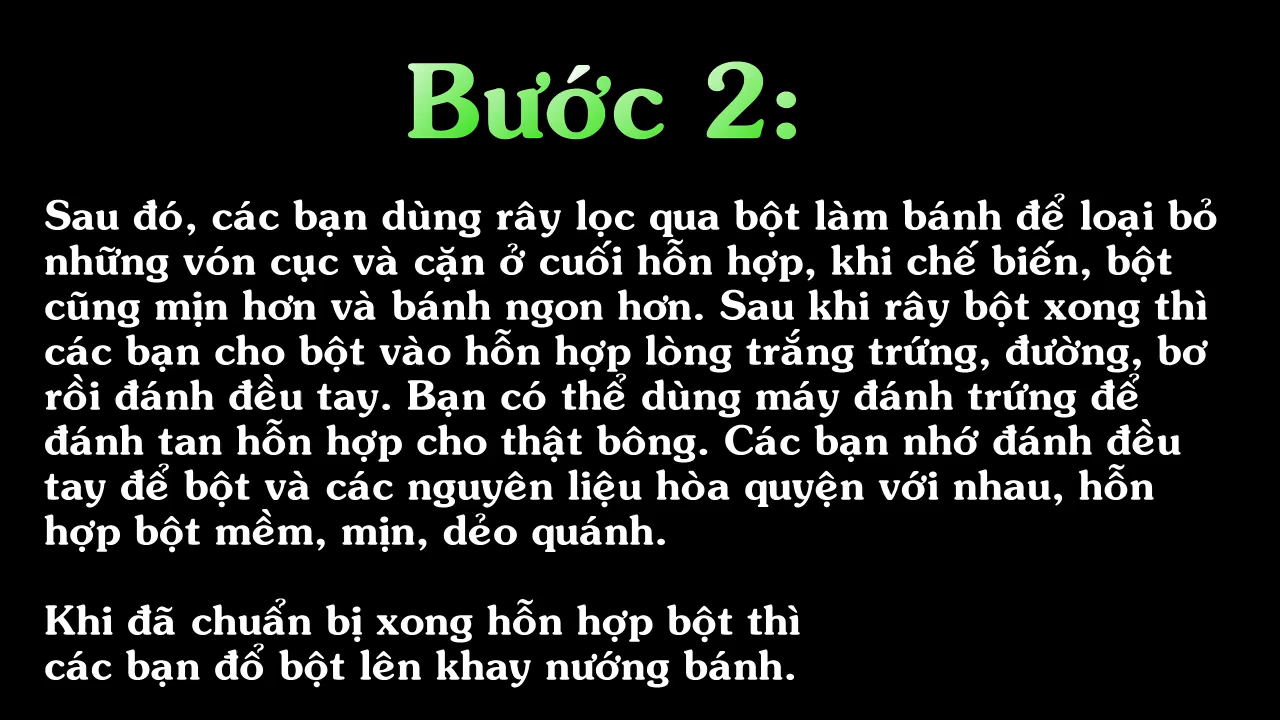 Bước 2:
Sau đó, các bạn dùng rây lọc qua bột làm bánh để loại bỏ
những vón cục và cặn ở cuối hỗn hợp, khi chế biến, bột
cũng mịn hơn và bánh ngon hơn. Sau khi rây bột xong thì
các bạn cho bột vào hỗn hợp lòng trắng trứng, đường, bơ
rồi đánh đều tay. Bạn có thể dùng máy đánh trứng để
đánh tan hỗn hợp cho thật bông. Các bạn nhớ đánh đều
tay để bột và các nguyên liệu hòa quyện với nhau, hỗn
hợp bột mềm, mịn, dẻo quánh.
Khi đã chuẩn bị xong hỗn hợp bột thì
các bạn đổ bột lên khay nướng bánh.